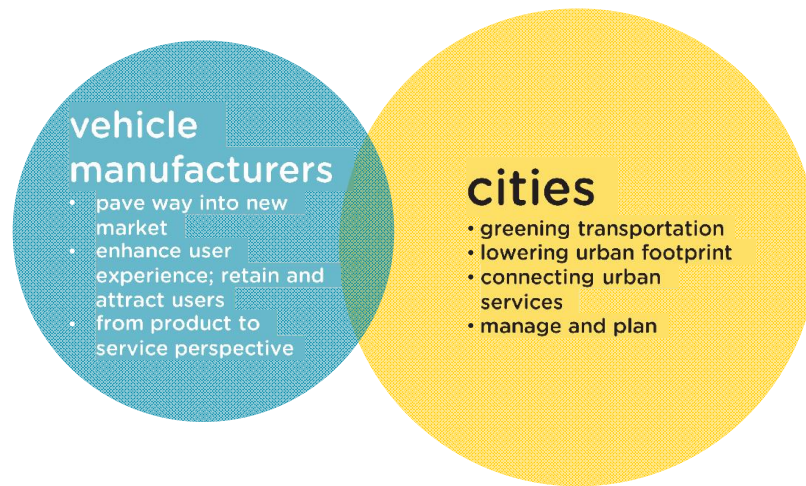 vehicle
manufacturers
• pave way into new
market
• enhance user
experience; retain and
attract users
• from product to
service perspective
cities
• greening transportation
• lowering urban footprint
• connecting urban
services
• manage and plan